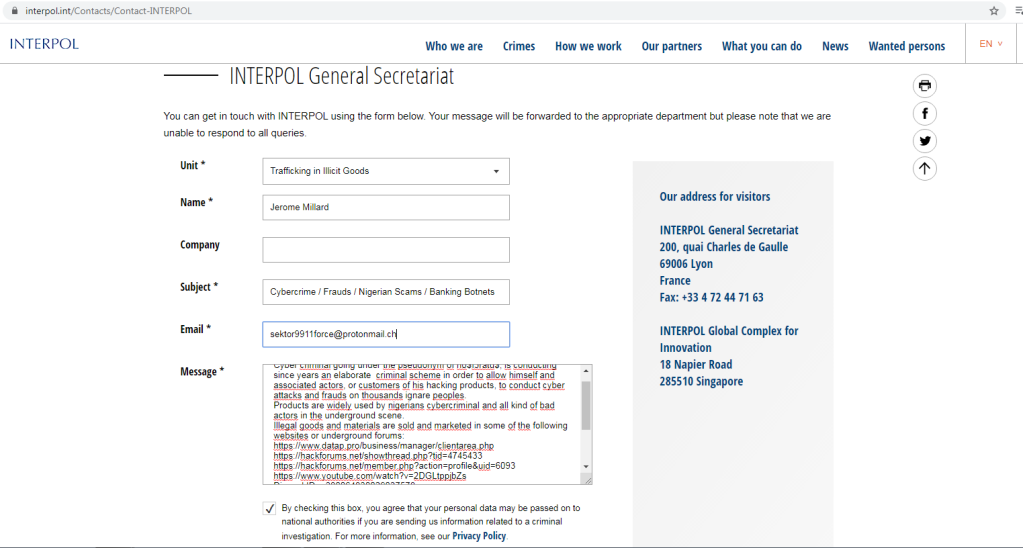 interpol.int/Contacts/Contact-INTERPOL
INTERPOL
Who we are
Crimes
How we work
Our partners
What you can do
News
Wanted persons
EN
INTERPOL General Secretariat
You can get in touch with INTERPOL using the form below. Your message will be forwarded to the appropriate department but please note that we are
unable to respond to all queries.
Unit *
Trafficking in Illicit Goods
Name *
Jerome Millard
Company
Subject *
Cybercrime / Frauds / Nigerian Scams / Banking Botnets
Email *
sektor9911force@protonmail.ch
Message *
Cyber criminal going under the pseudonym of is conducting
since years an elaborate criminal scheme in order to allow himself and
associated actors, or customers of his hacking products, to conduct cyber
attacks and frauds on thousands ignare peoples.
Products are widely used by nigerians cybercriminal and all kind of bad
actors in the underground scene.
Illegal goods and materials are sold and marketed in some of the following
websites or underground forums:
https://www.datap.pro/business/manager/clientarea.php
https://hackforums.net/showthread.php?tid=4745433
https://hackforums.net/member.php?action=profile&uid=6093
https://www.youtube.com/watch?v=2DGLtppjbZs
By checking this box, you agree that your personal data may be passed on to
national authorities if you are sending us information related to a criminal
investigation. For more information, see our Privacy Policy.
Our address for visitors
INTERPOL General Secretariat
200, quai Charles de Gaulle
69006 Lyon
France
Fax: +33 4 72 44 71 63
INTERPOL Global Complex for
Innovation
18 Napier Road
285510 Singapore